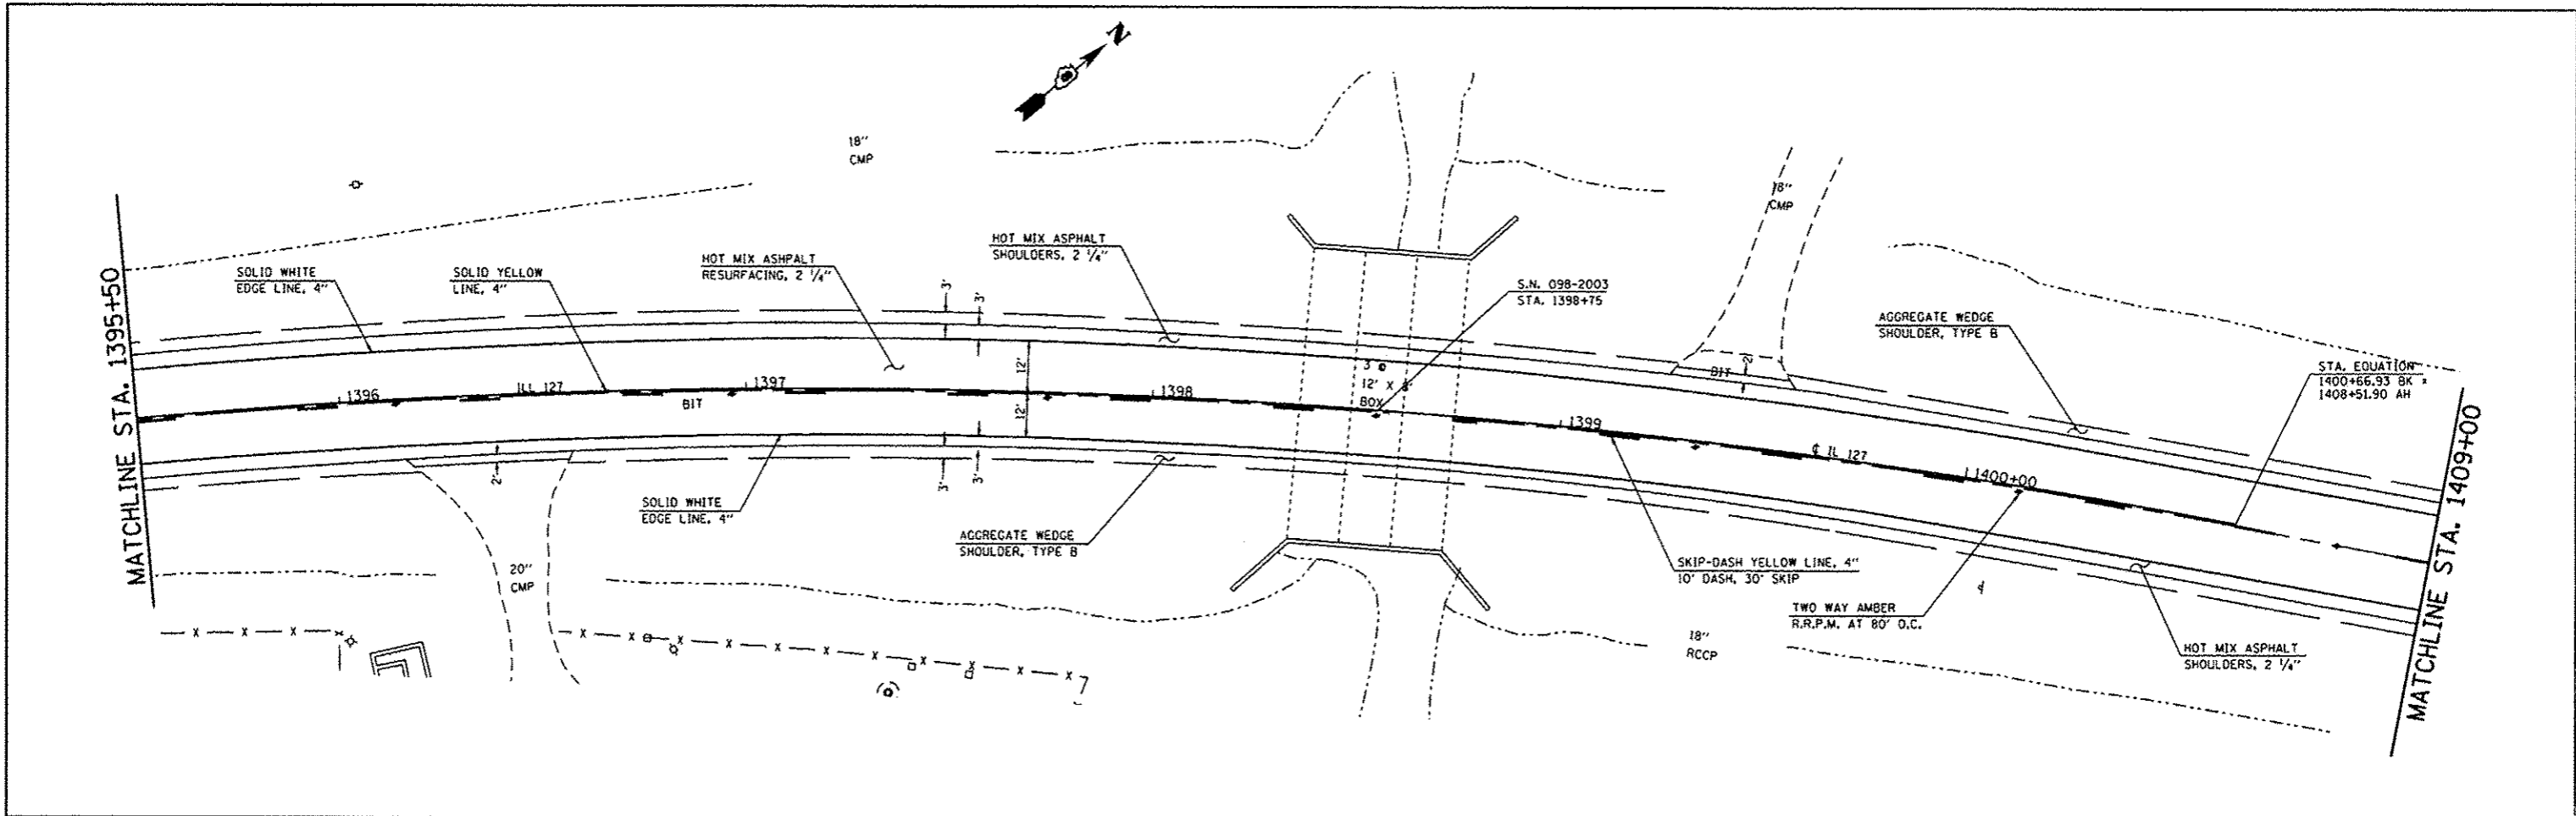 N
18"
CMP
18"
CMP
MATCHLINE STA. 1395+50
SOLID WHITE
EDGE LINE, 4"
SOLID YELLOW
LINE, 4"
HOT MIX ASHPALT
RESURFACING, 2 1/4"
HOT MIX ASPHALT
SHOULDERS, 2 1/4"
S.N. 098-2003
STA. 1398+75
AGGREGATE WEDGE
SHOULDER, TYPE B
STA. EQUATION
1400+66.93 BK =
1408+51.90 AH
3'
3'
12'
12'
3 @
12' X
BOX
BIT
2'
1396
ILL 127
1397
BIT
1398
1399
℄ IL 127
1400+00
2'
3'
3'
SOLID WHITE
EDGE LINE, 4"
AGGREGATE WEDGE
SHOULDER, TYPE B
20"
CMP
SKIP-DASH YELLOW LINE, 4"
10' DASH, 30' SKIP
TWO WAY AMBER
R.R.P.M. AT 80' O.C.
18"
RCCP
HOT MIX ASPHALT
SHOULDERS, 2 1/4"
MATCHLINE STA. 1409+00